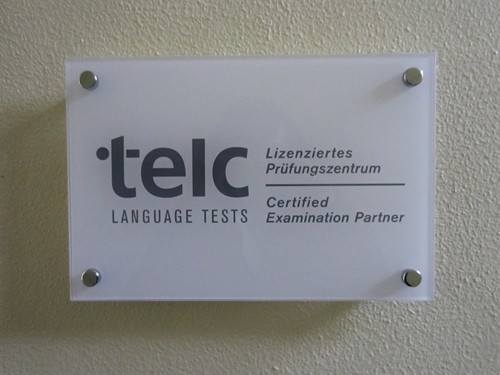 telc
LANGUAGE TESTS
Lizenziertes
Prüfungszentrum
Certified
Examination Partner